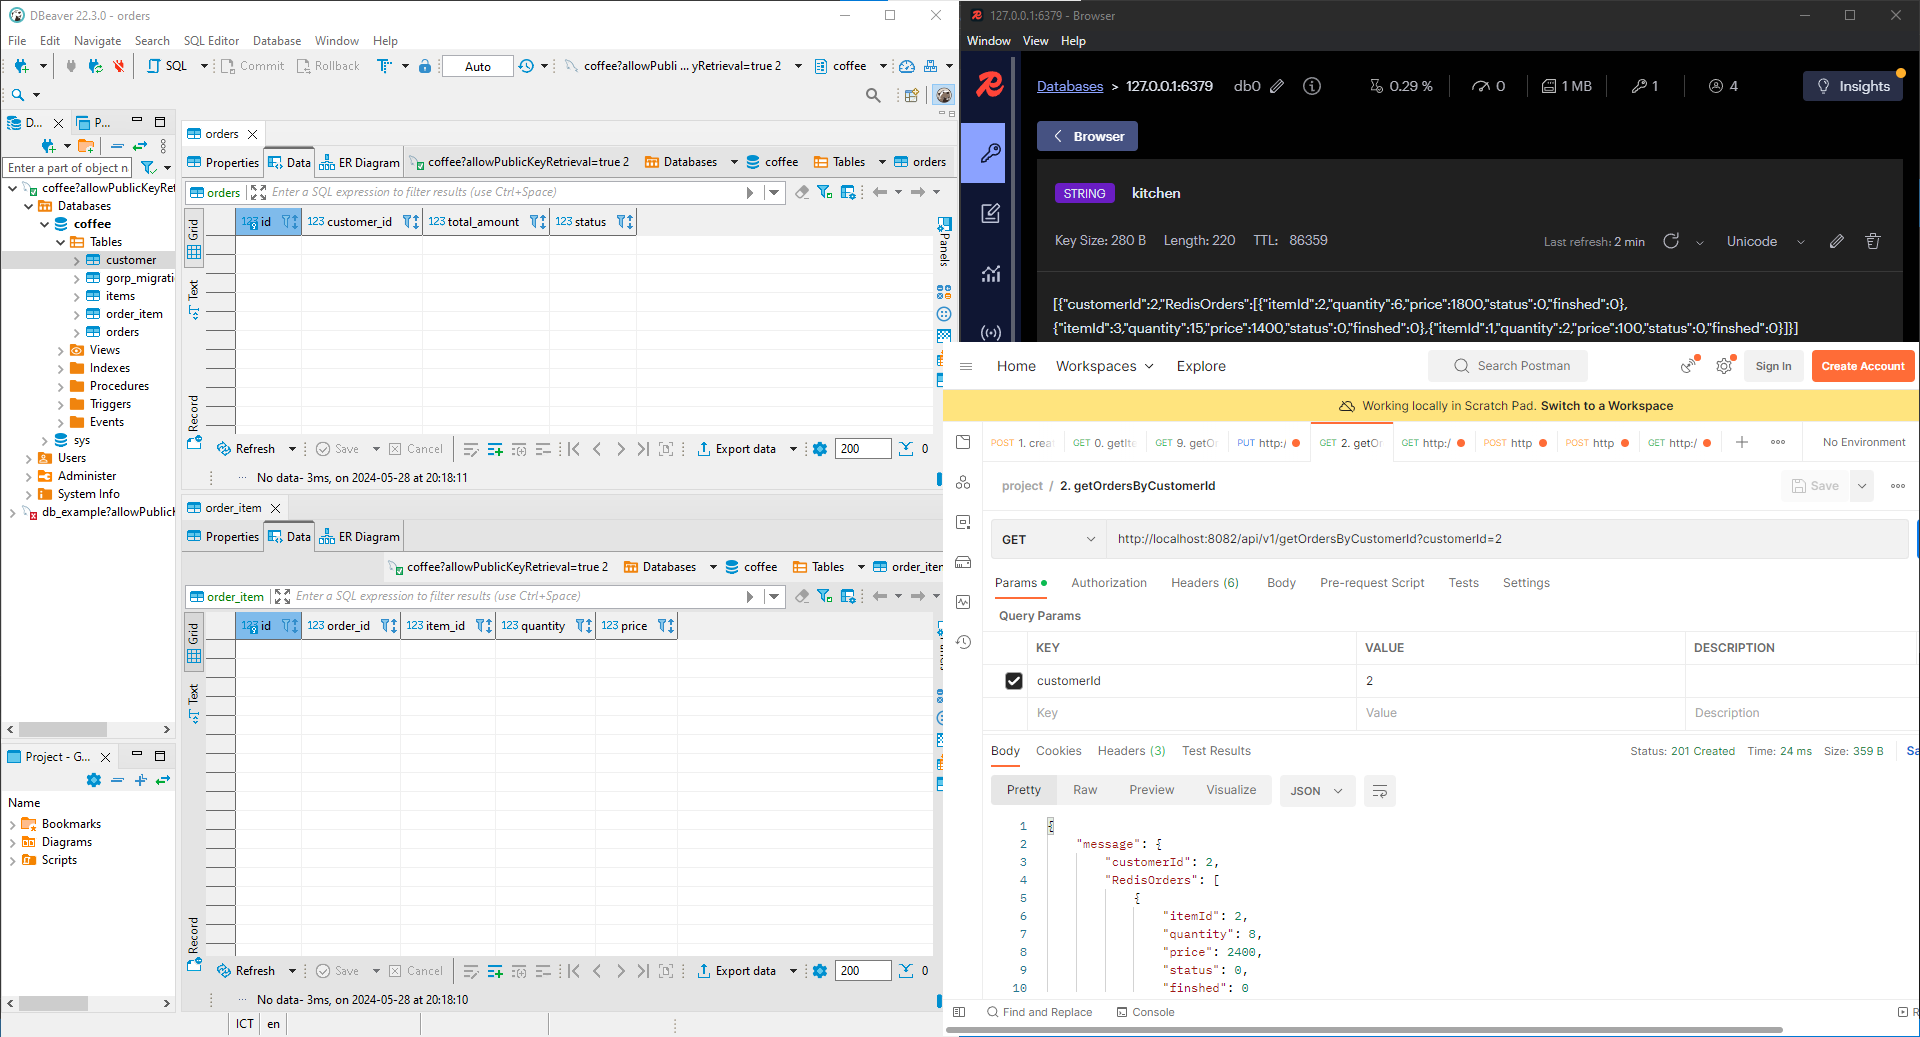 DBeaver 22.3.0 - orders
File Edit Navigate Search SQL Editor Database Window Help
SQL Commit Rollback Auto coffee?allowPubli ... yRetrieval=true 2 coffee
D... P...
Enter a part of object n
coffee?allowPublicKeyRet
Databases
coffee
Tables
customer
gorp_migrati
items
order_item
orders
Views
Indexes
Procedures
Triggers
Events
sys
Users
Administer
System Info
db_example?allowPublicK
Project - G...
Name
Bookmarks
Diagrams
Scripts
orders
Properties Data ER Diagram coffee?allowPublicKeyRetrieval=true 2 Databases coffee Tables orders
orders Enter a SQL expression to filter results (use Ctrl+Space)
Grid
Text
Record
123 id 123 customer_id 123 total_amount 123 status
Panels
Refresh Save Cancel Export data 200 0
No data- 3ms, on 2024-05-28 at 20:18:11
order_item
Properties Data ER Diagram
coffee?allowPublicKeyRetrieval=true 2 Databases coffee Tables order_iten
order_item Enter a SQL expression to filter results (use Ctrl+Space)
Grid
Text
Record
123 id 123 order_id 123 item_id 123 quantity 123 price
Refresh Save Cancel Export data 200 0
No data- 3ms, on 2024-05-28 at 20:18:10
ICT en
127.0.0.1:6379 - Browser
Window View Help
Databases > 127.0.0.1:6379 db0 0.29 % 0 1 MB 1 4 Insights
Browser
STRING kitchen
Key Size: 280 B Length: 220 TTL: 86359 Last refresh: 2 min Unicode
[{"customerId":2,"RedisOrders":[{"itemId":2,"quantity":6,"price":1800,"status":0,"finshed":0},
{"itemId":3,"quantity":15,"price":1400,"status":0,"finshed":0},{"itemId":1,"quantity":2,"price":100,"status":0,"finshed":0}]}]
Home Workspaces Explore Search Postman Sign In Create Account
Working locally in Scratch Pad. Switch to a Workspace
POST 1. crea GET 0. getIte GET 9. getO PUT http:/ GET 2. getOr GET http:/ POST http POST http GET http:/ No Environment
project / 2. getOrdersByCustomerId Save
GET http://localhost:8082/api/v1/getOrdersByCustomerId?customerId=2
Params Authorization Headers (6) Body Pre-request Script Tests Settings
Query Params
KEY VALUE DESCRIPTION
customerId 2
Key Value Description
Body Cookies Headers (3) Test Results Status: 201 Created Time: 24 ms Size: 359 B Sa
Pretty Raw Preview Visualize JSON
1 {
2 "message": {
3 "customerId": 2,
4 "RedisOrders": [
5 {
6 "itemId": 2,
7 "quantity": 8,
8 "price": 2400,
9 "status": 0,
10 "finshed": 0
Find and Replace Console R